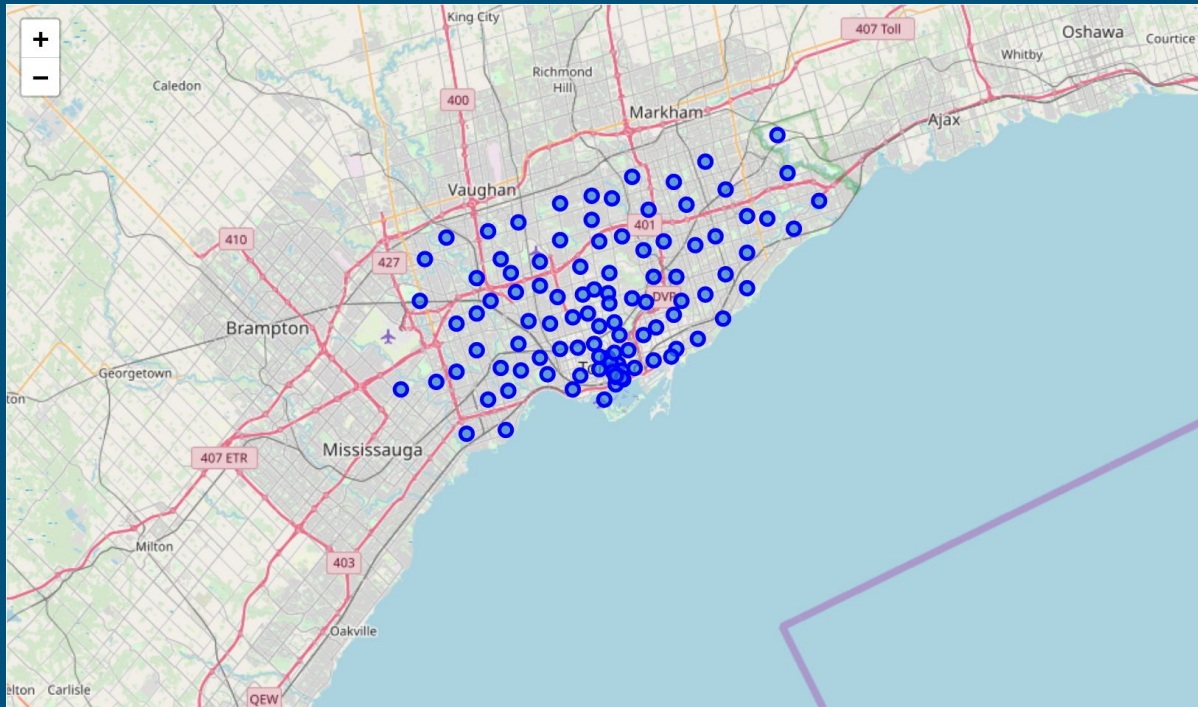 +
−
King City
407 Toll
Oshawa
Courtice
Whitby
Richmond
Hill
Caledon
400
Markham
Ajax
Vaughan
401
410
427
DVP
Brampton
Georgetown
Mississauga
407 ETR
Milton
403
Oakville
Carlisle
QEW